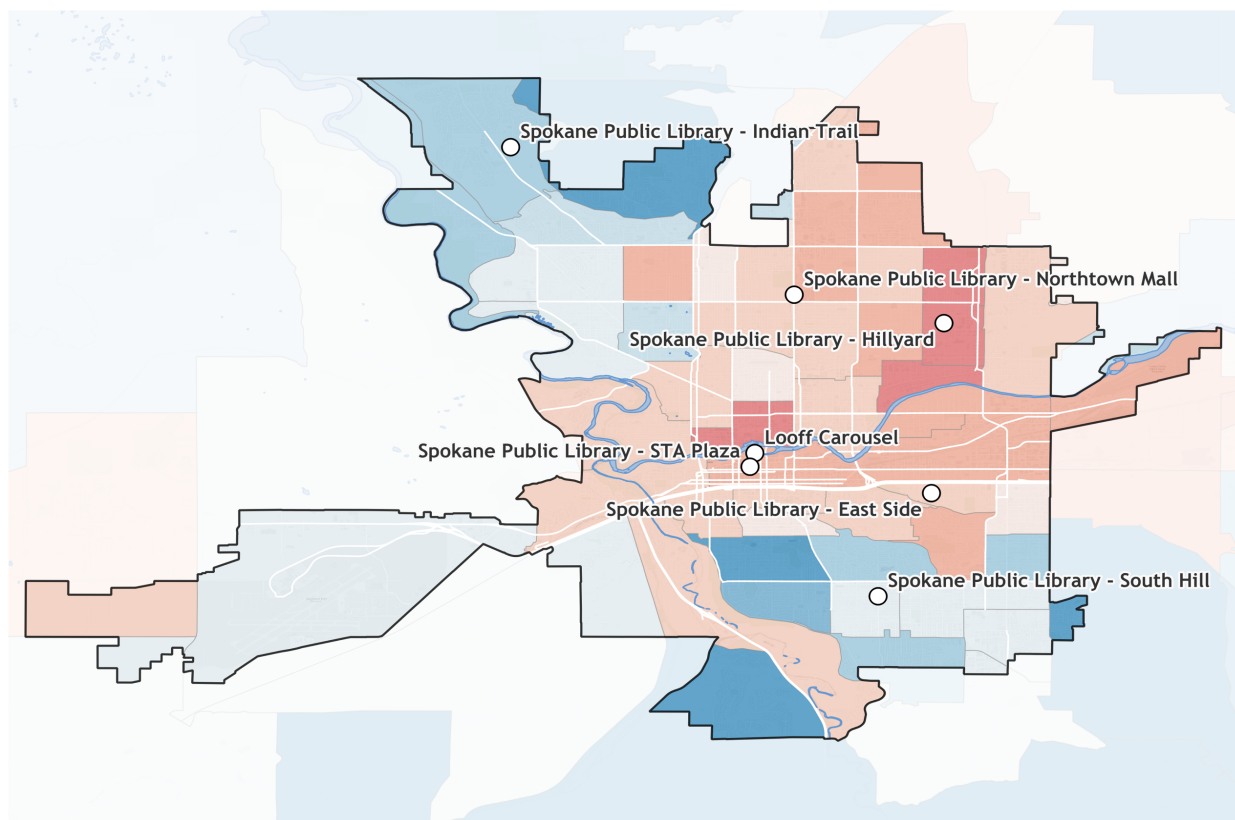 Spokane Public Library - Indian Trail
Spokane Public Library - Northtown Mall
Spokane Public Library - Hillyard
Looff Carousel
Spokane Public Library - STA Plaza
Spokane Public Library - East Side
Spokane Public Library - South Hill